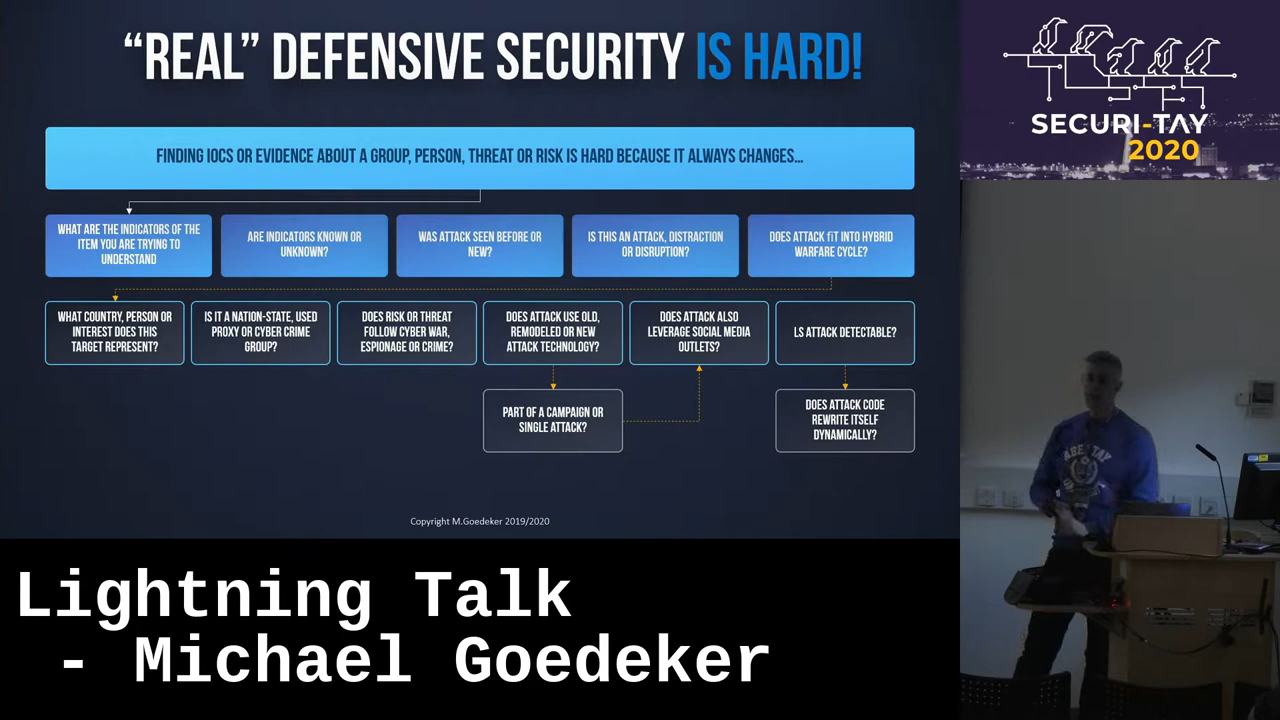 “REAL” DEFENSIVE SECURITY IS HARD!
FINDING IOCS OR EVIDENCE ABOUT A GROUP, PERSON, THREAT OR RISK IS HARD BECAUSE IT ALWAYS CHANGES...
WHAT ARE THE INDICATORS OF THE
ITEM YOU ARE TRYING TO
UNDERSTAND
ARE INDICATORS KNOWN OR
UNKNOWN?
WAS ATTACK SEEN BEFORE OR
NEW?
IS THIS AN ATTACK, DISTRACTION
OR DISRUPTION?
DOES ATTACK fiT INTO HYBRID
WARFARE CYCLE?
WHAT COUNTRY, PERSON OR
INTEREST DOES THIS
TARGET REPRESENT?
IS IT A NATION-STATE, USED
PROXY OR CYBER CRIME
GROUP?
DOES RISK OR THREAT
FOLLOW CYBER WAR,
ESPIONAGE OR CRIME?
DOES ATTACK USE OLD,
REMODELED OR NEW
ATTACK TECHNOLOGY?
DOES ATTACK ALSO
LEVERAGE SOCIAL MEDIA
OUTLETS?
LS ATTACK DETECTABLE?
PART OF A CAMPAIGN OR
SINGLE ATTACK?
DOES ATTACK CODE
REWRITE ITSELF
DYNAMICALLY?
Copyright M.Goedeker 2019/2020
SECURI-TAY
2020
Lightning Talk
- Michael Goedeker